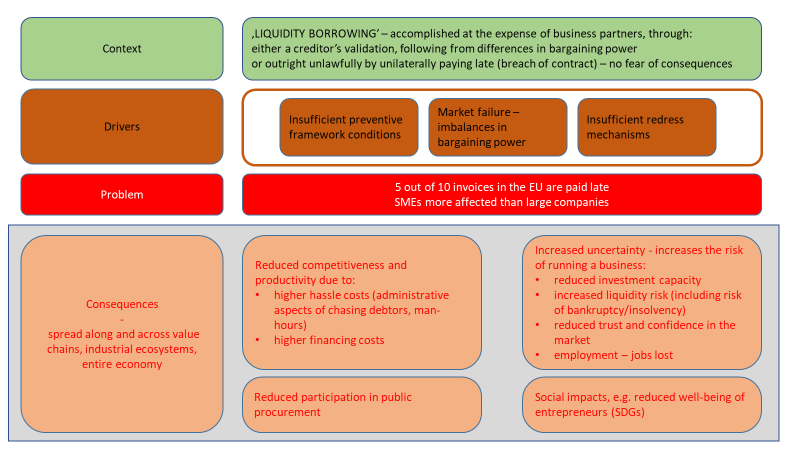 Context
‚LIQUIDITY BORROWING’ – accomplished at the expense of business partners, through:
either a creditor’s validation, following from differences in bargaining power
or outright unlawfully by unilaterally paying late (breach of contract) – no fear of consequences
Drivers
Insufficient preventive
framework conditions
Market failure –
imbalances in
bargaining power
Insufficient redress
mechanisms
Problem
5 out of 10 invoices in the EU are paid late
SMEs more affected than large companies
Consequences
-
spread along and across value
chains, industrial ecosystems,
entire economy
Reduced competitiveness and
productivity due to:
• higher hassle costs (administrative
aspects of chasing debtors, man-
hours)
• higher financing costs
Increased uncertainty - increases the risk
of running a business:
• reduced investment capacity
• increased liquidity risk (including risk
of bankruptcy/insolvency)
• reduced trust and confidence in the
market
• employment – jobs lost
Reduced participation in public
procurement
Social impacts, e.g. reduced well-being of
entrepreneurs (SDGs)